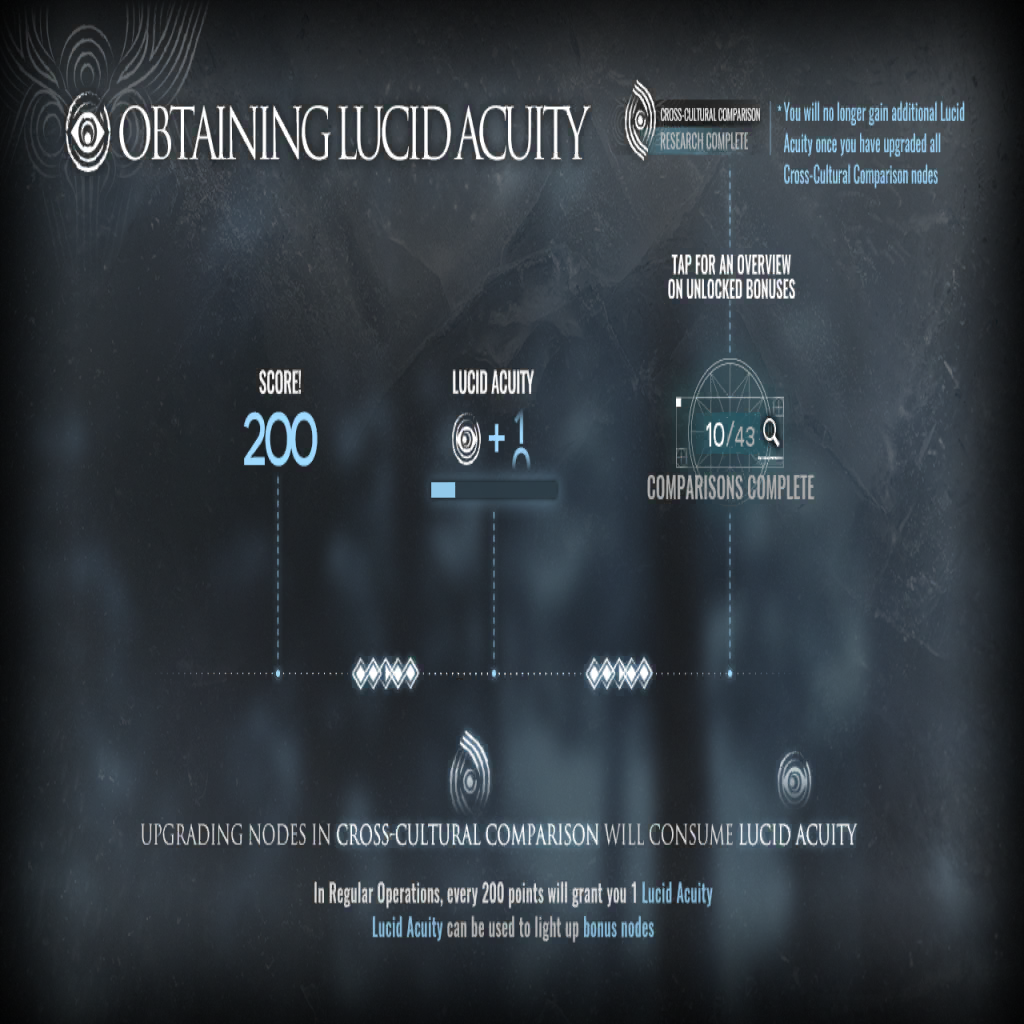 OBTAINING LUCID ACUITY
CROSS-CULTURAL COMPARISON
RESEARCH COMPLETE
* You will no longer gain additional Lucid
Acuity once you have upgraded all
Cross-Cultural Comparison nodes
TAP FOR AN OVERVIEW
ON UNLOCKED BONUSES
SCORE!
200
LUCID ACUITY
+ 1
10/43
COMPARISONS COMPLETE
UPGRADING NODES IN CROSS-CULTURAL COMPARISON WILL CONSUME LUCID ACUITY
In Regular Operations, every 200 points will grant you 1 Lucid Acuity
Lucid Acuity can be used to light up bonus nodes